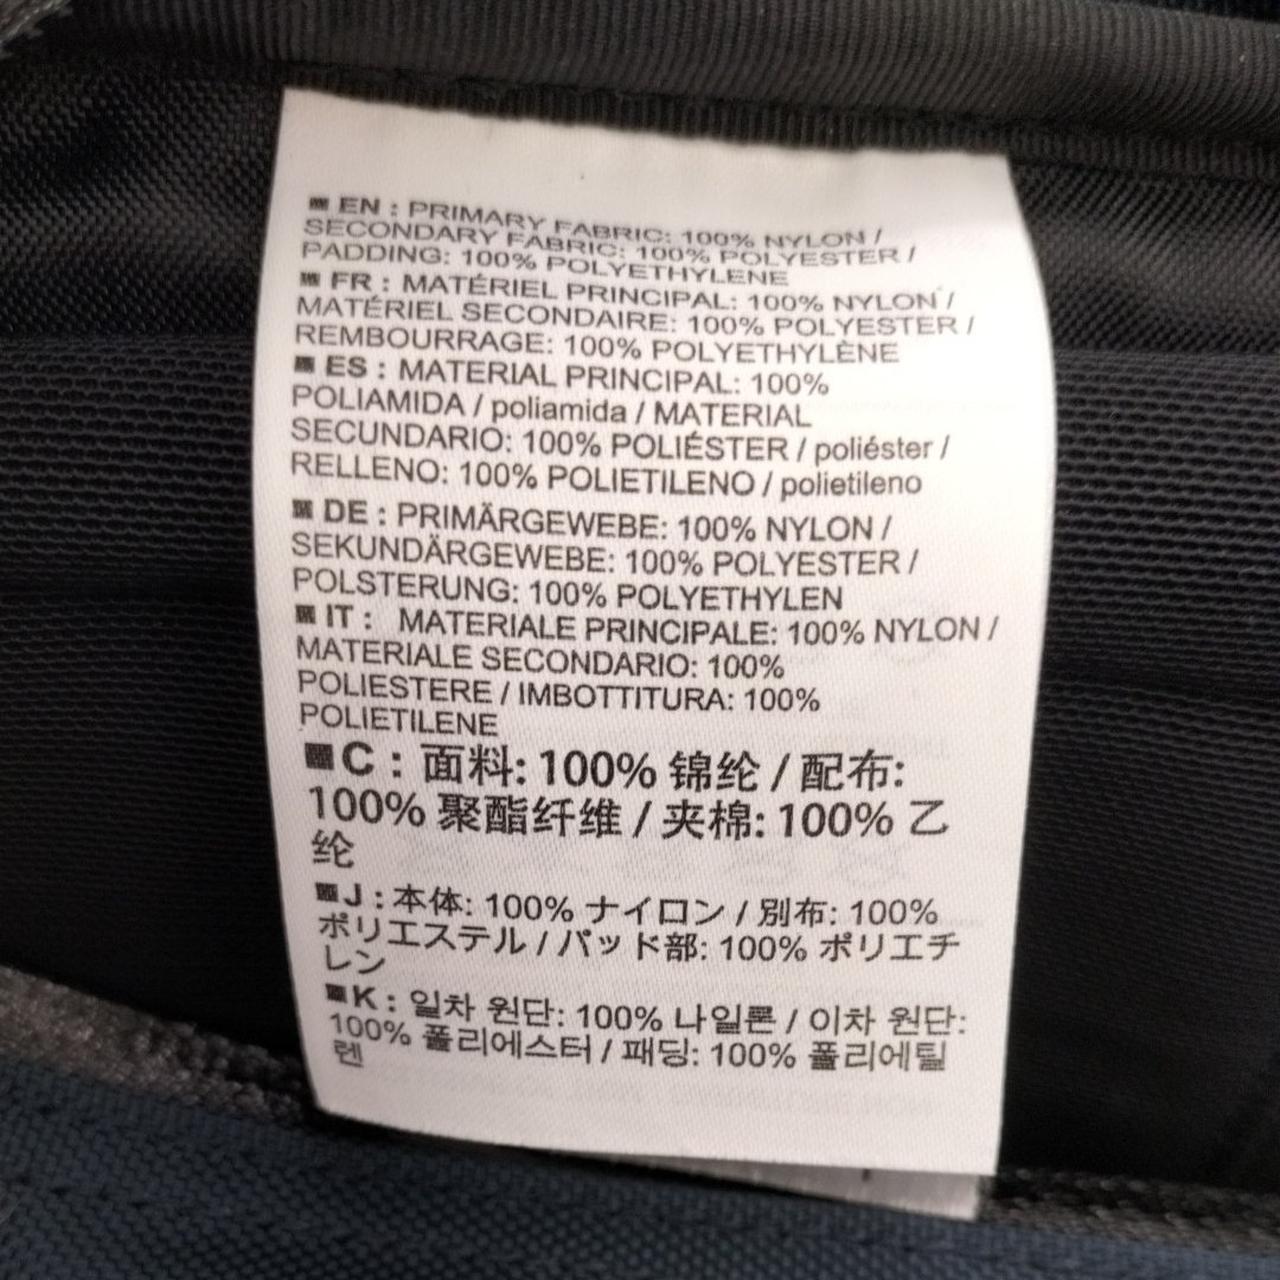 EN : PRIMARY FABRIC: 100% NYLON /
SECONDARY FABRIC: 100% POLYESTER /
PADDING: 100% POLYETHYLENE
FR : MATÉRIEL PRINCIPAL: 100% NYLON /
MATÉRIEL SECONDAIRE: 100% POLYESTER /
REMBOURRAGE: 100% POLYETHYLÈNE
ES : MATERIAL PRINCIPAL: 100%
POLIAMIDA / poliamida / MATERIAL
SECUNDARIO: 100% POLIÉSTER / poliéster /
RELLENO: 100% POLIETILENO / polietileno
DE : PRIMÄRGEWEBE: 100% NYLON /
SEKUNDÄRGEWEBE: 100% POLYESTER /
POLSTERUNG: 100% POLYETHYLEN
IT : MATERIALE PRINCIPALE: 100% NYLON /
MATERIALE SECONDARIO: 100%
POLIESTERE / IMBOTTITURA: 100%
POLIETILENE
C : 面料: 100% 锦纶 / 配布:
100% 聚酯纤维 / 夹棉: 100% 乙
纶
J : 本体: 100% ナイロン / 別布: 100%
ポリエステル / パッド部: 100% ポリエチ
レン
K : 일차 원단: 100% 나일론 / 이차 원단:
100% 폴리에스터 / 패딩: 100% 폴리에틸
렌